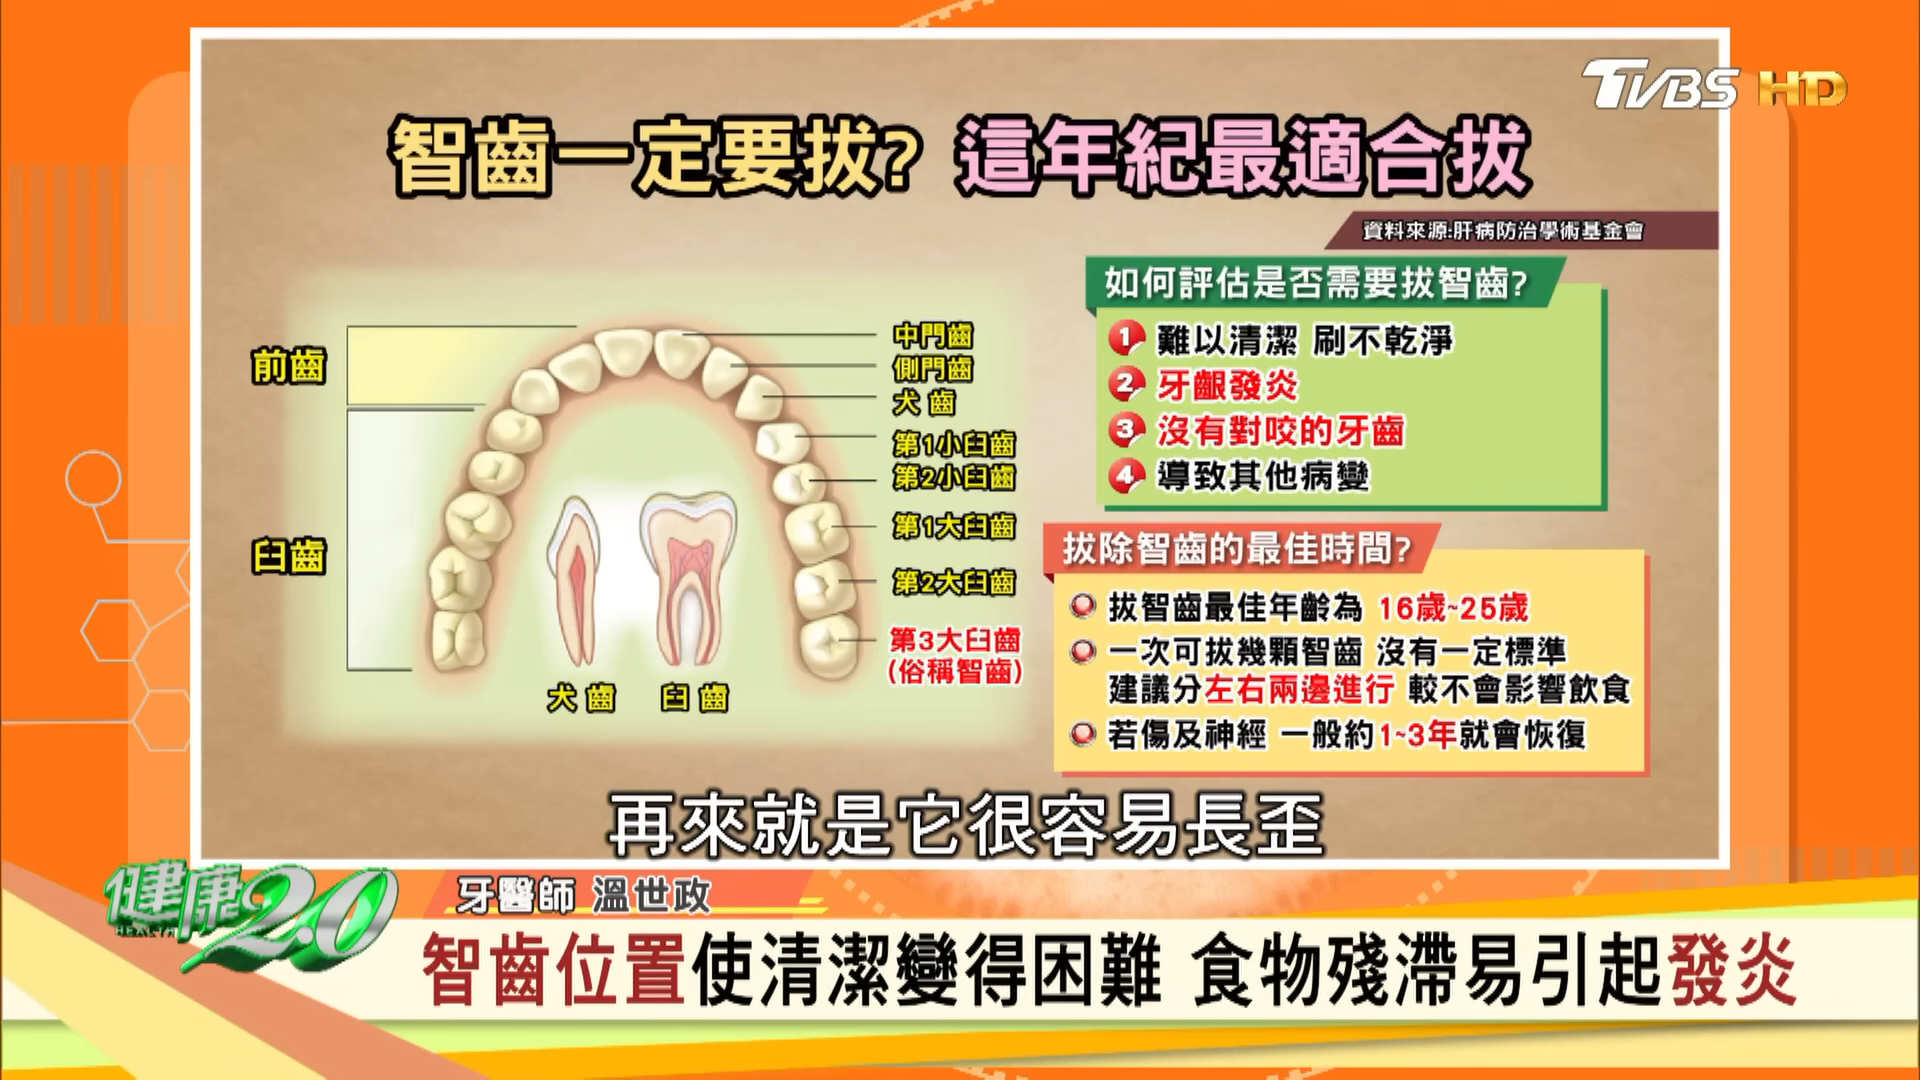 TVBS HD
智齒一定要拔? 這年紀最適合拔
資料來源:肝病防治學術基金會
前齒
臼齒
中門齒
側門齒
犬齒
第1小臼齒
第2小臼齒
第1大臼齒
第2大臼齒
第3大臼齒
(俗稱智齒)
犬齒 臼齒
如何評估是否需要拔智齒?
1 難以清潔 刷不乾淨
2 牙齦發炎
3 沒有對咬的牙齒
4 導致其他病變
拔除智齒的最佳時間?
拔智齒最佳年齡為 16歲~25歲
一次可拔幾顆智齒 沒有一定標準
建議分左右兩邊進行 較不會影響飲食
若傷及神經 一般約1~3年就會恢復
再來就是它很容易長歪
健康2.0
HEALTH
牙醫師 溫世政
智齒位置使清潔變得困難 食物殘滯易引起發炎